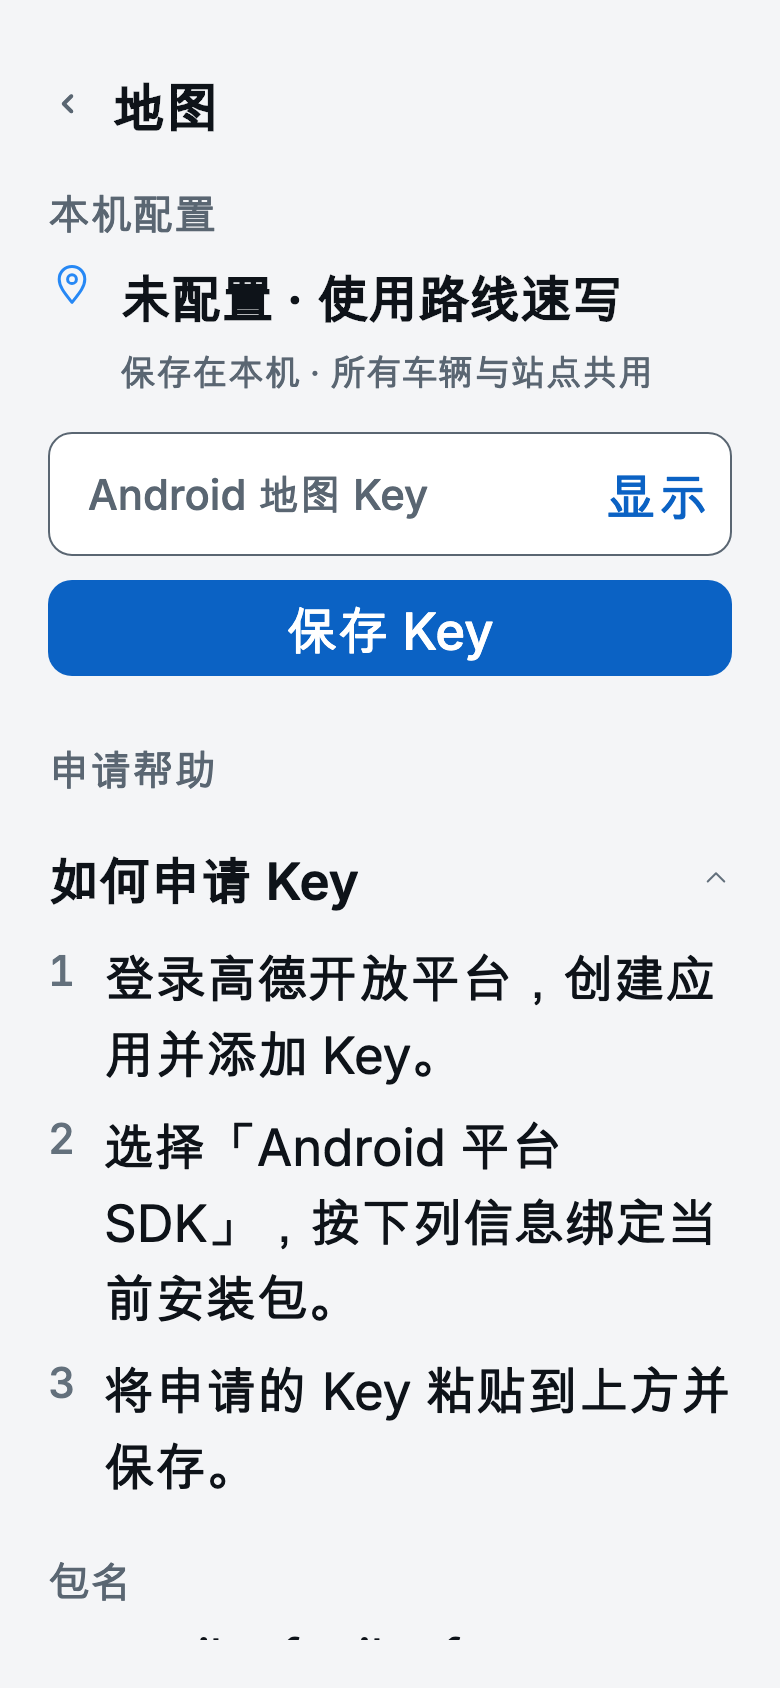 地图
本机配置
未配置 · 使用路线速写
保存在本机 · 所有车辆与站点共用
Android 地图 Key
显示
保存 Key
申请帮助
如何申请 Key
1 登录高德开放平台，创建应
用并添加 Key。
2 选择「Android 平台
SDK」，按下列信息绑定当
前安装包。
3 将申请的 Key 粘贴到上方并
保存。
包名